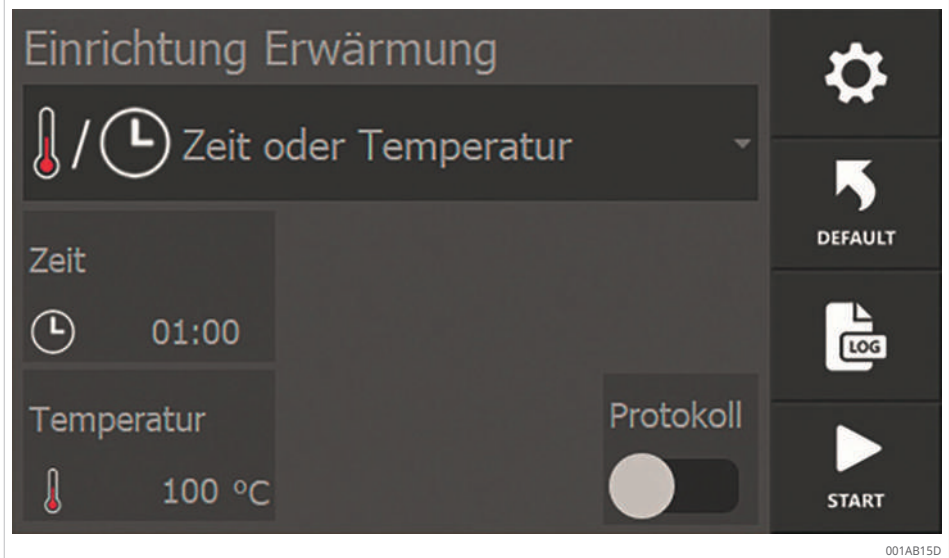 Einrichtung Erwärmung
/ Zeit oder Temperatur
Zeit
01:00
Temperatur
100 °C
Protokoll
DEFAULT
LOG
START
001AB15D